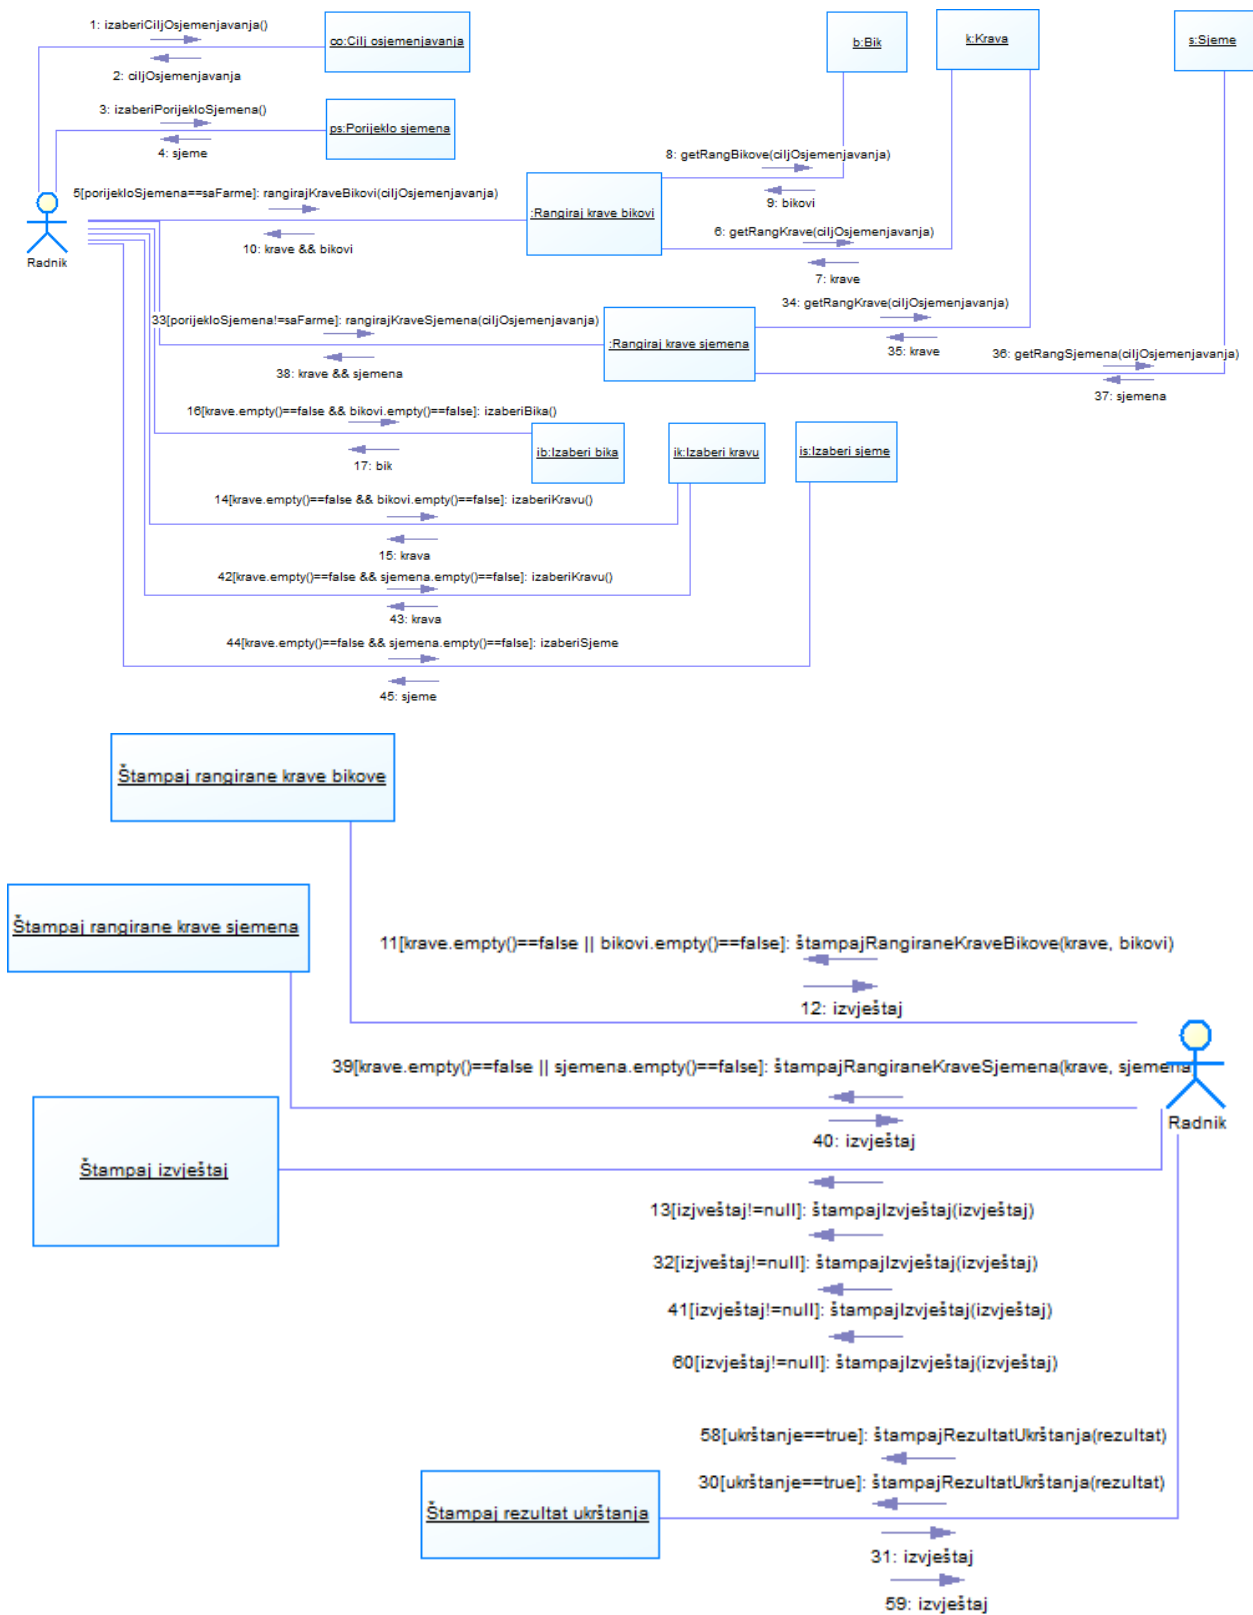 1: izaberiCiljOsjemenjavanja()
co:Cilj osjemenjavanja
b:Bik
k:Krava
s:Sjeme
2: ciljOsjemenjavanja
3: izaberiPorijekloSjemena()
ps:Porijeklo sjemena
4: sjeme
8: getRangBikove(ciljOsjemenjavanja)
5[porijekloSjemena==saFarme]: rangirajKraveBikovi(ciljOsjemenjavanja)
9: bikovi
:Rangiraj krave bikovi
6: getRangKrave(ciljOsjemenjavanja)
10: krave && bikovi
Radnik
7: krave
34: getRangKrave(ciljOsjemenjavanja)
33[porijekloSjemena!=saFarme]: rangirajKraveSjemena(ciljOsjemenjavanja)
:Rangiraj krave sjemena
35: krave
36: getRangSjemena(ciljOsjemenjavanja)
38: krave && sjemena
37: sjemena
16[krave.empty()==false && bikovi.empty()==false]: izaberiBika()
ib:Izaberi bika
ik:Izaberi kravu
is:Izaberi sjeme
17: bik
14[krave.empty()==false && bikovi.empty()==false]: izaberiKravu()
15: krava
42[krave.empty()==false && sjemena.empty()==false]: izaberiKravu()
43: krava
44[krave.empty()==false && sjemena.empty()==false]: izaberiSjeme
45: sjeme
Štampaj rangirane krave bikove
Štampaj rangirane krave sjemena
11[krave.empty()==false || bikovi.empty()==false]: štampajRangiraneKraveBikove(krave, bikovi)
12: izvještaj
39[krave.empty()==false || sjemena.empty()==false]: štampajRangiraneKraveSjemena(krave, sjemena
Radnik
40: izvještaj
Štampaj izvještaj
13[izjveštaj!=null]: štampajIzvještaj(izvještaj)
32[izjveštaj!=null]: štampajIzvještaj(izvještaj)
41[izvještaj!=null]: štampajIzvještaj(izvještaj)
60[izvještaj!=null]: štampajIzvještaj(izvještaj)
58[ukrštanje==true]: štampajRezultatUkrštanja(rezultat)
30[ukrštanje==true]: štampajRezultatUkrštanja(rezultat)
Štampaj rezultat ukrštanja
31: izvještaj
59: izvještaj